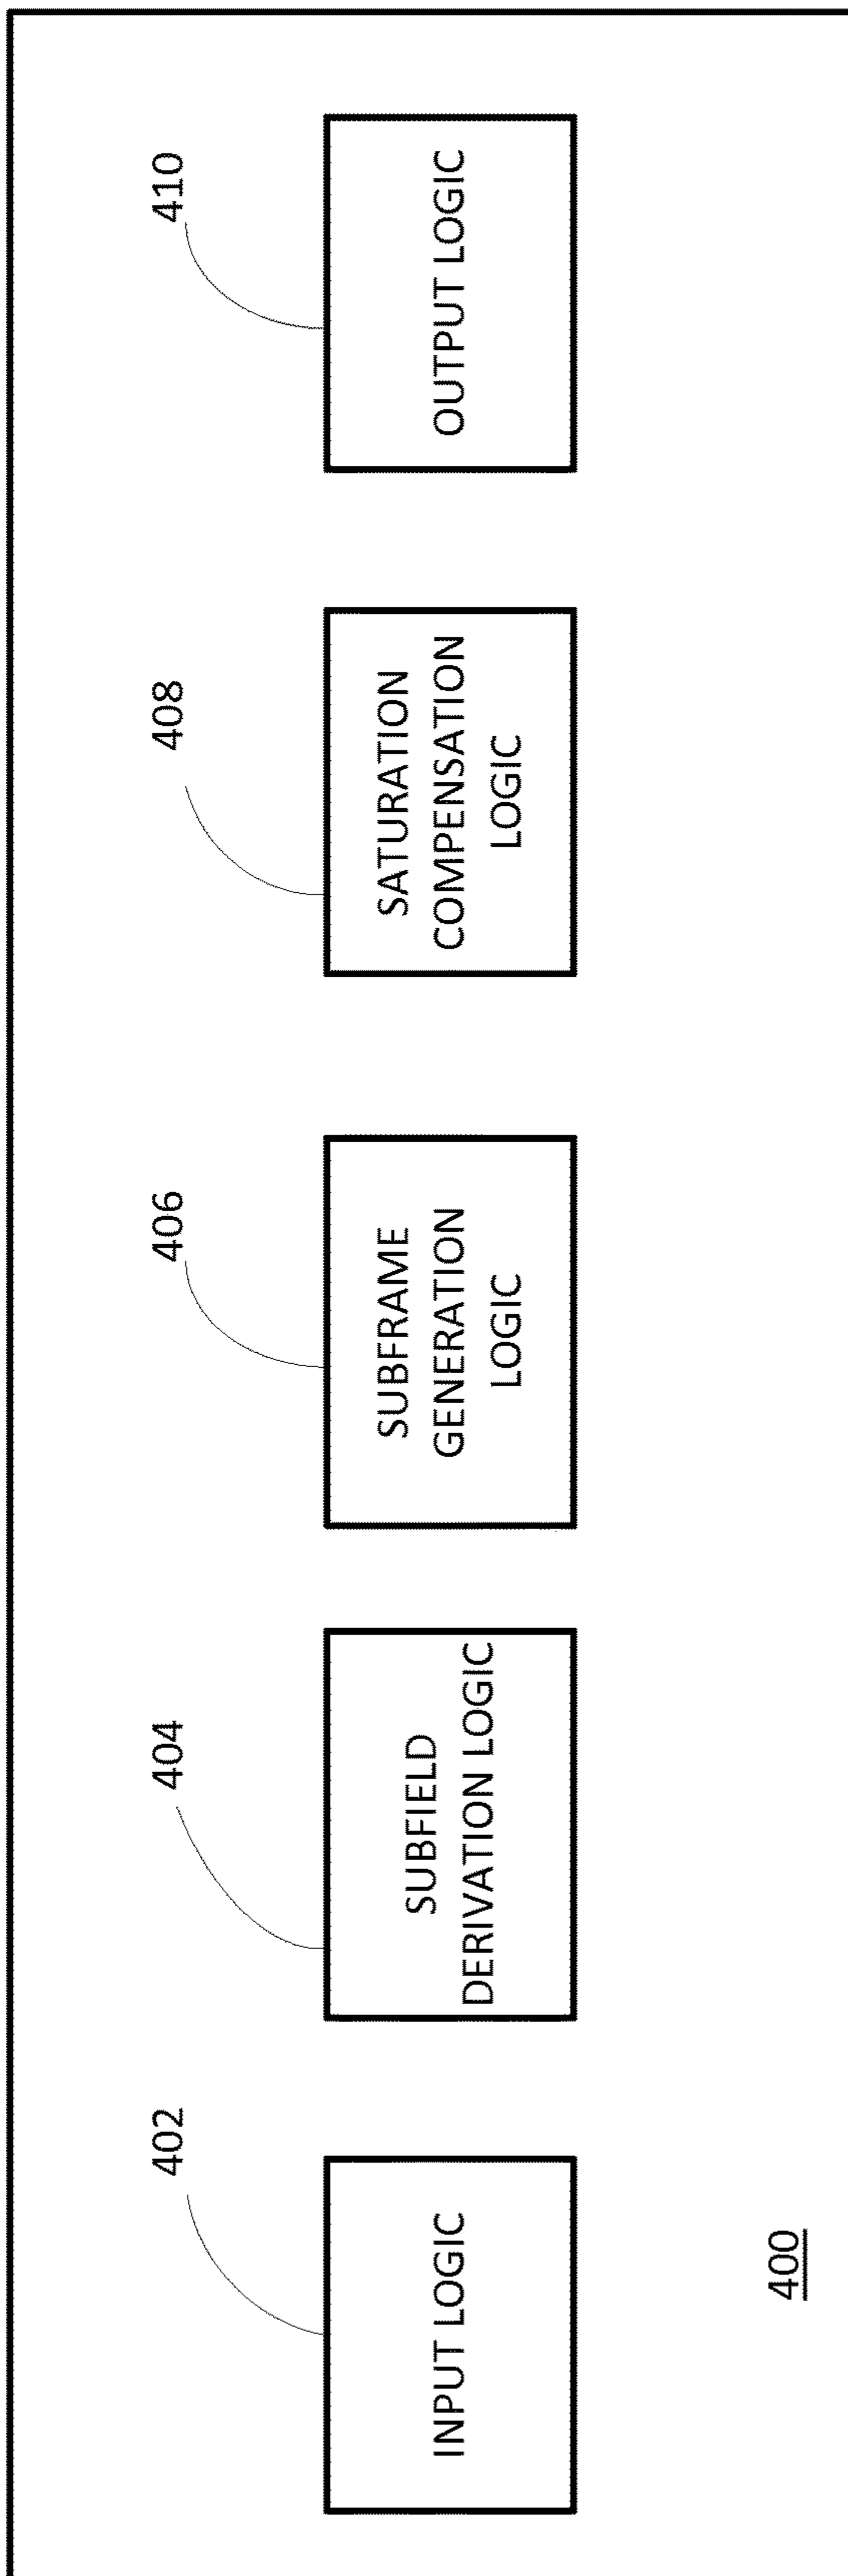 402
404
406
408
410
INPUT LOGIC
SUBFIELD
DERIVATION LOGIC
SUBFRAME
GENERATION
LOGIC
SATURATION
COMPENSATION
LOGIC
OUTPUT LOGIC
400